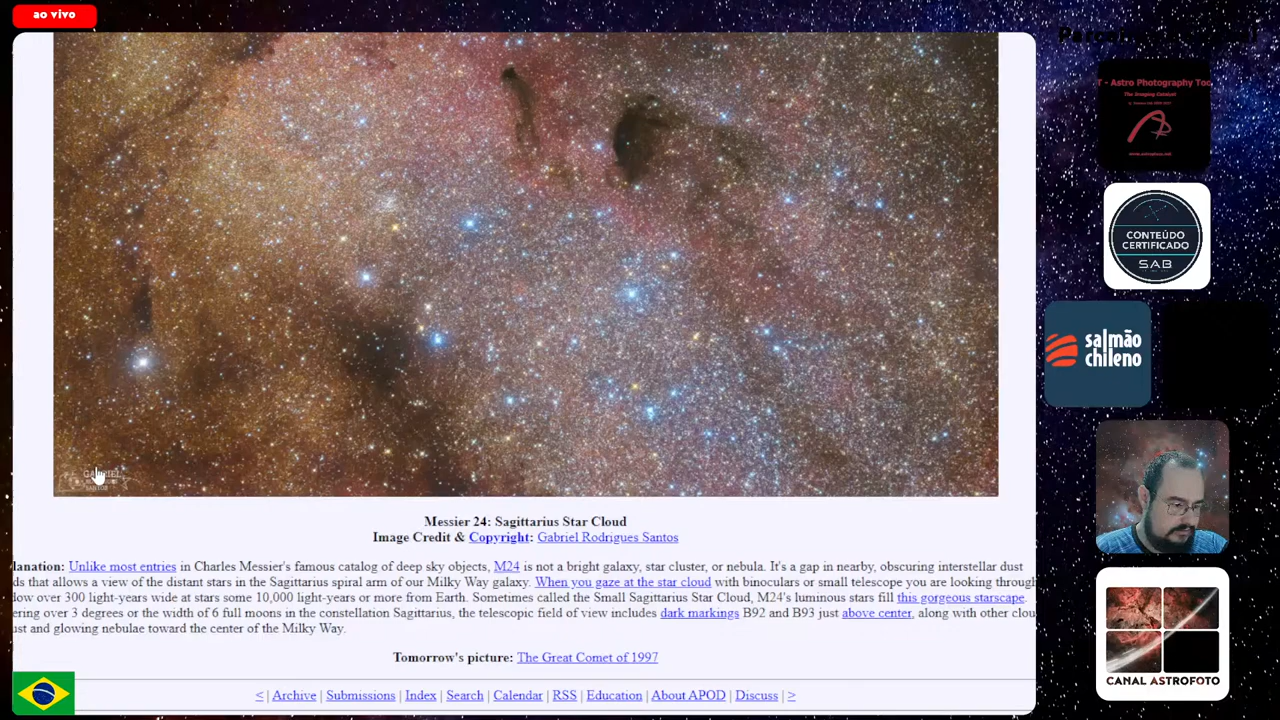 ao vivo
T - Astro Photography Too
The Imaging Catalyst
CONTEÚDO
CERTIFICADO
SAB
salmão
chileno
GABRIEL
SANTOS
Messier 24: Sagittarius Star Cloud
Image Credit & Copyright: Gabriel Rodrigues Santos
lanation: Unlike most entries in Charles Messier's famous catalog of deep sky objects, M24 is not a bright galaxy, star cluster, or nebula. It's a gap in nearby, obscuring interstellar dust
ds that allows a view of the distant stars in the Sagittarius spiral arm of our Milky Way galaxy. When you gaze at the star cloud with binoculars or small telescope you are looking through
low over 300 light-years wide at stars some 10,000 light-years or more from Earth. Sometimes called the Small Sagittarius Star Cloud, M24's luminous stars fill this gorgeous starscape.
ering over 3 degrees or the width of 6 full moons in the constellation Sagittarius, the telescopic field of view includes dark markings B92 and B93 just above center, along with other clou
ust and glowing nebulae toward the center of the Milky Way.
Tomorrow's picture: The Great Comet of 1997
< | Archive | Submissions | Index | Search | Calendar | RSS | Education | About APOD | Discuss | >
CANAL ASTROFOTO